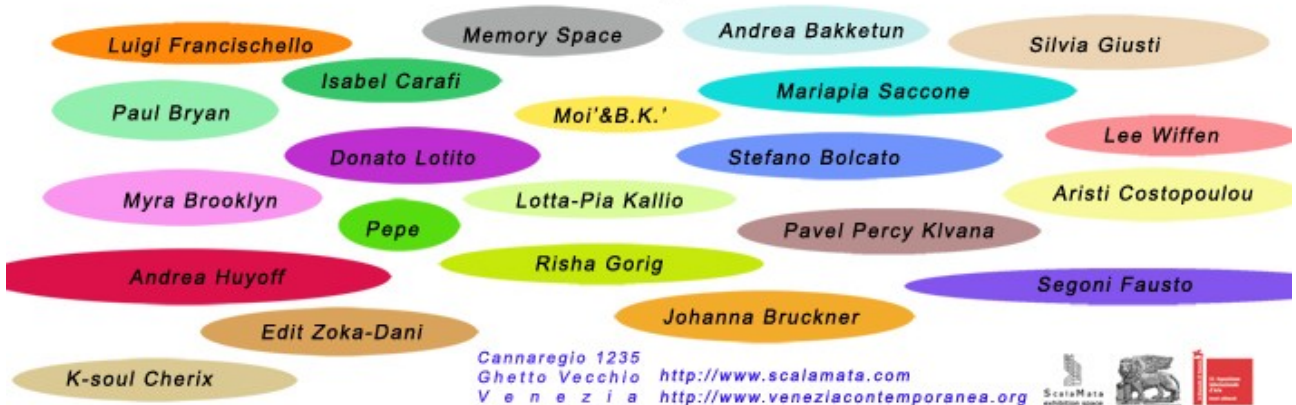 Luigi Francischello
Memory Space
Andrea Bakketun
Silvia Giusti
Isabel Carafi
Mariapia Saccone
Paul Bryan
Moi'&B.K.'
Lee Wiffen
Donato Lotito
Stefano Bolcato
Myra Brooklyn
Lotta-Pia Kallio
Aristi Costopoulou
Pepe
Pavel Percy Klvana
Andrea Huyoff
Risha Gorig
Segoni Fausto
Edit Zoka-Dani
Johanna Bruckner
K-soul Cherix
Cannaregio 1235
Ghetto Vecchio http://www.scalamata.com
V e n e z i a http://www.veneziacontemporanea.org
ScalaMata
exhibition space